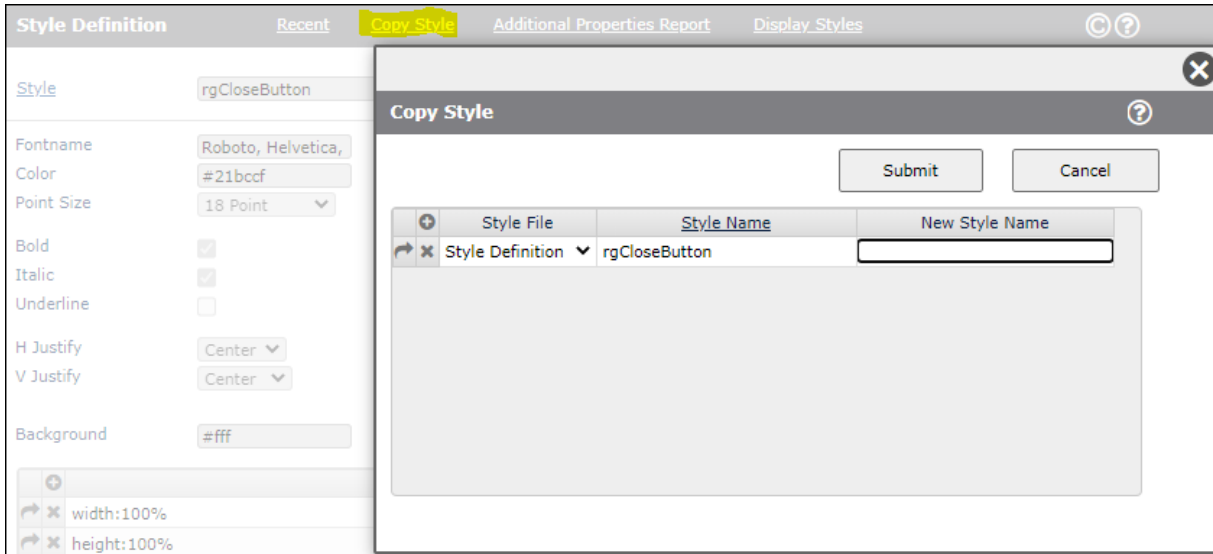 Style Definition Recent Copy Style Additional Properties Report Display Styles © ?
Style rgCloseButton
Fontname Roboto, Helvetica,
Color #21bccf
Point Size 18 Point
Bold
Italic
Underline
H Justify Center
V Justify Center
Background #fff
width:100%
height:100%
Copy Style ?
Submit Cancel
Style File Style Name New Style Name
Style Definition rgCloseButton